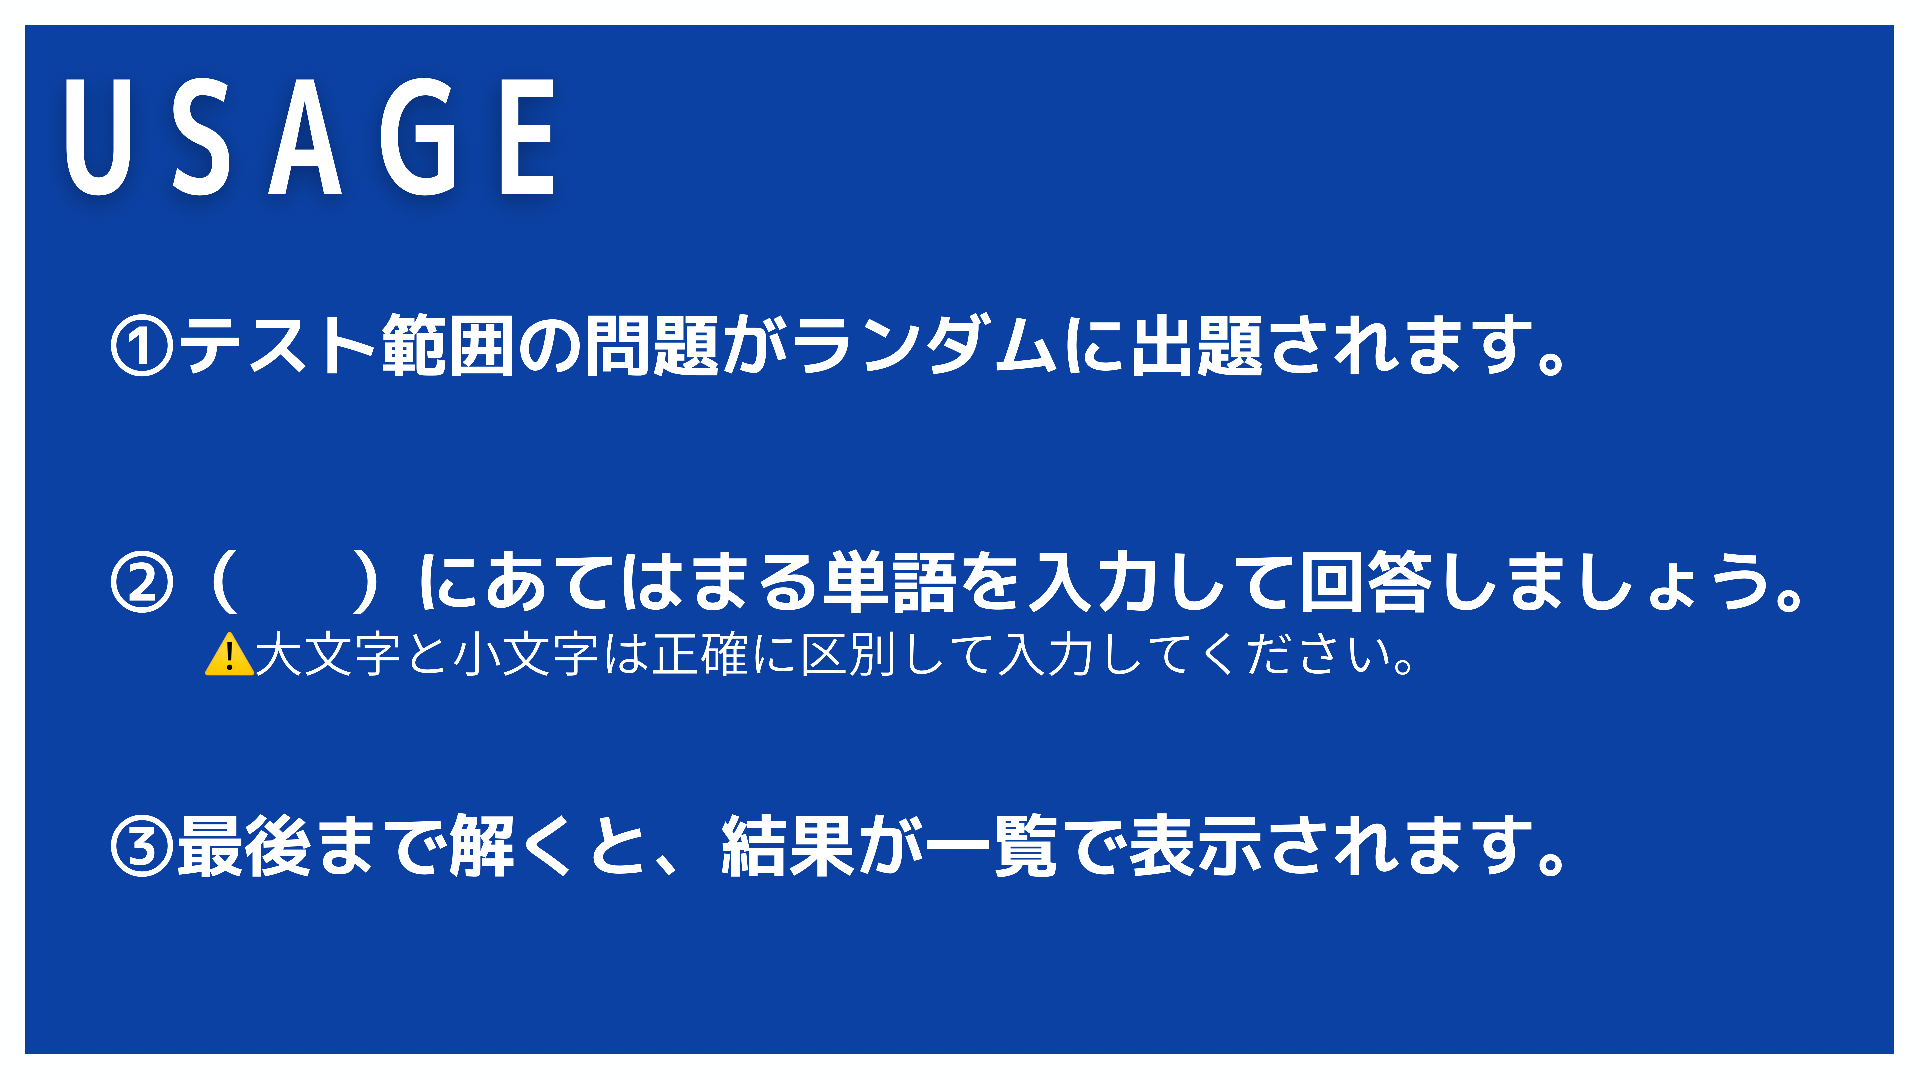 USAGE
①テスト範囲の問題がランダムに出題されます。
②（　　）にあてはまる単語を入力して回答しましょう。
⚠️大文字と小文字は正確に区別して入力してください。
③最後まで解くと、結果が一覧で表示されます。